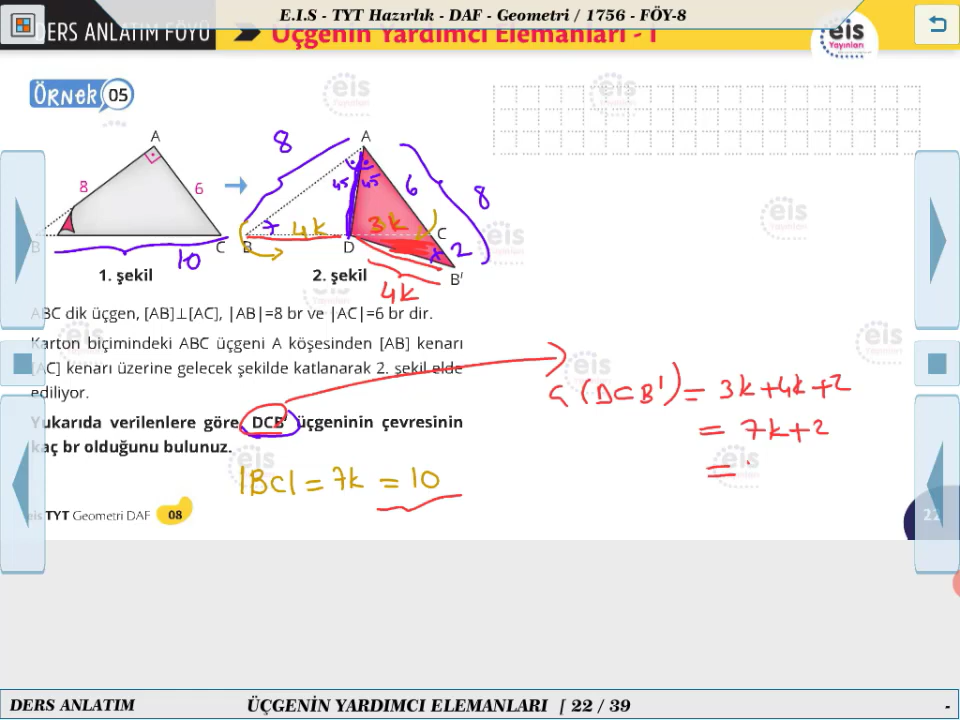 E.I.S - TYT Hazırlık - DAF - Geometri / 1756 - FÖY-8
DERS ANLATIM FÖYÜ
Üçgenin Yardımcı Elemanları - I
eis
Yayınları
ÖRNEK 05
A
8
6
B
C
10
1. şekil
A
8
45
45
6
8
x
4k
3k
B
D
C
x
2
B'
4k
2. şekil
ABC dik üçgen, [AB]⊥[AC], |AB|=8 br ve |AC|=6 br dir.
Karton biçimindeki ABC üçgeni A köşesinden [AB] kenarı
[AC] kenarı üzerine gelecek şekilde katlanarak 2. şekil elde
ediliyor.
Yukarıda verilenlere göre, DCB' üçgeninin çevresinin
kaç br olduğunu bulunuz.
|BC| = 7k = 10
Ç (DCB') = 3k+4k+2
= 7k+2
=
eis TYT Geometri DAF 08
22
DERS ANLATIM
ÜÇGENİN YARDIMCI ELEMANLARI [ 22 / 39
-